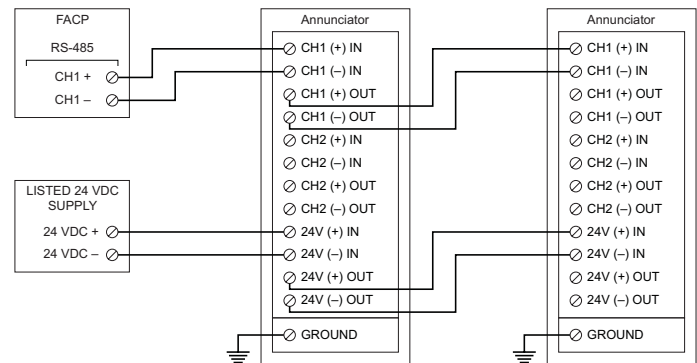 FACP
RS-485
CH1 +
CH1 –
LISTED 24 VDC
SUPPLY
24 VDC +
24 VDC –
Annunciator
CH1 (+) IN
CH1 (–) IN
CH1 (+) OUT
CH1 (–) OUT
CH2 (+) IN
CH2 (–) IN
CH2 (+) OUT
CH2 (–) OUT
24V (+) IN
24V (–) IN
24V (+) OUT
24V (–) OUT
GROUND
Annunciator
CH1 (+) IN
CH1 (–) IN
CH1 (+) OUT
CH1 (–) OUT
CH2 (+) IN
CH2 (–) IN
CH2 (+) OUT
CH2 (–) OUT
24V (+) IN
24V (–) IN
24V (+) OUT
24V (–) OUT
GROUND